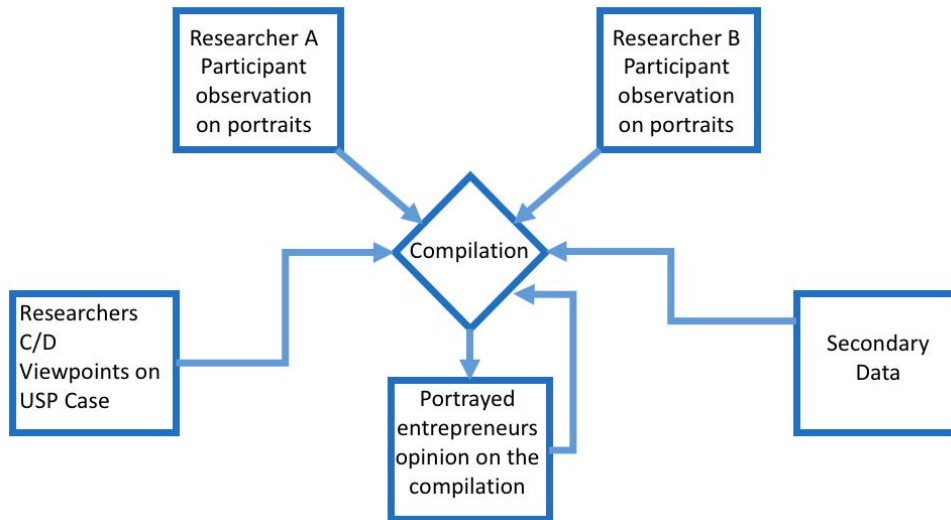 Researcher A
Participant
observation
on portraits
Researcher B
Participant
observation
on portraits
Compilation
Researchers
C/D
Viewpoints on
USP Case
Secondary
Data
Portrayed
entrepreneurs
opinion on the
compilation